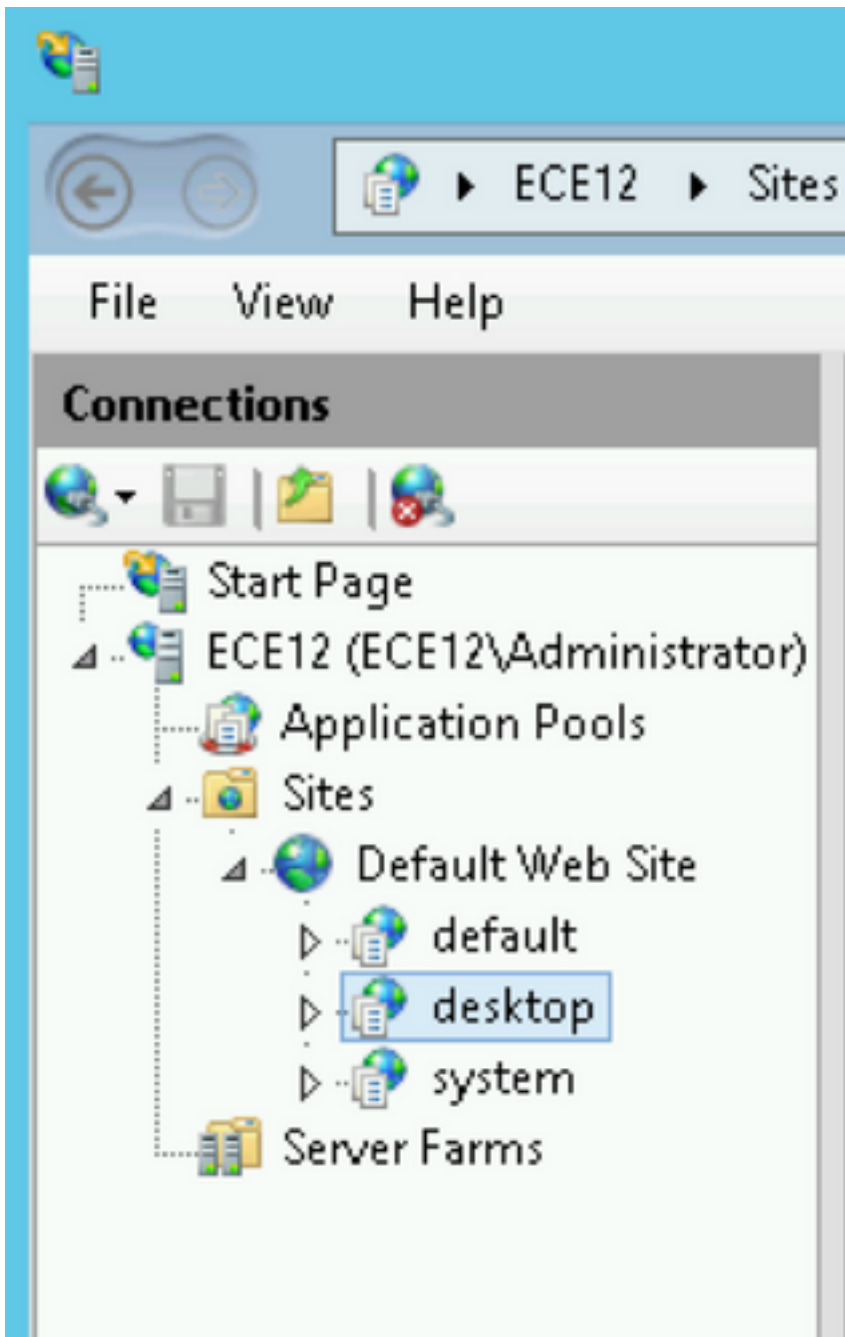 ECE12 Sites
File View Help
Connections
Start Page
ECE12 (ECE12\Administrator)
Application Pools
Sites
Default Web Site
default
desktop
system
Server Farms